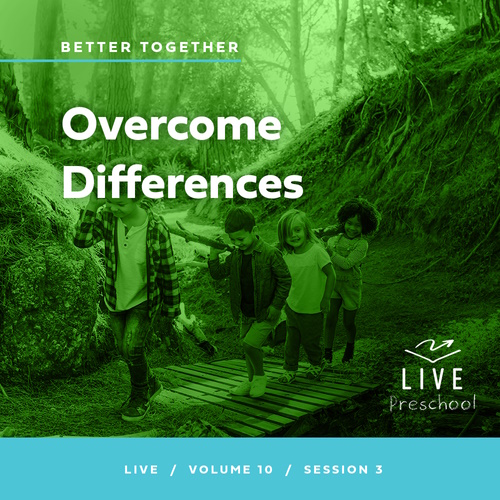 BETTER TOGETHER
Overcome
Differences
LIVE
Preschool
LIVE / VOLUME 10 / SESSION 3